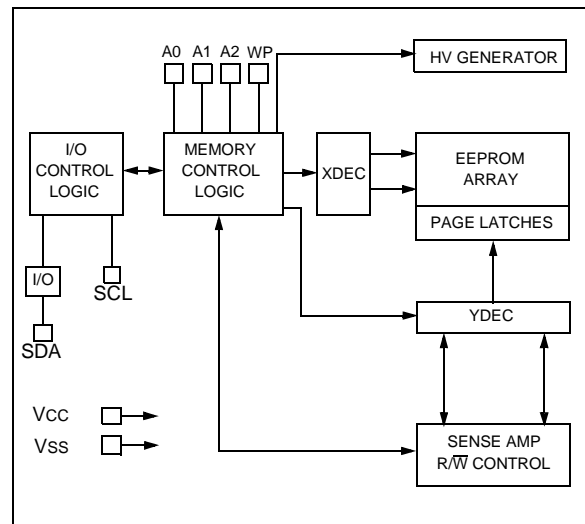 A0 A1 A2 WP
HV GENERATOR
I/O
CONTROL
LOGIC
MEMORY
CONTROL
LOGIC
XDEC
EEPROM
ARRAY
PAGE LATCHES
I/O
SCL
SDA
YDEC
VCC
VSS
SENSE AMP
R/W̅ CONTROL